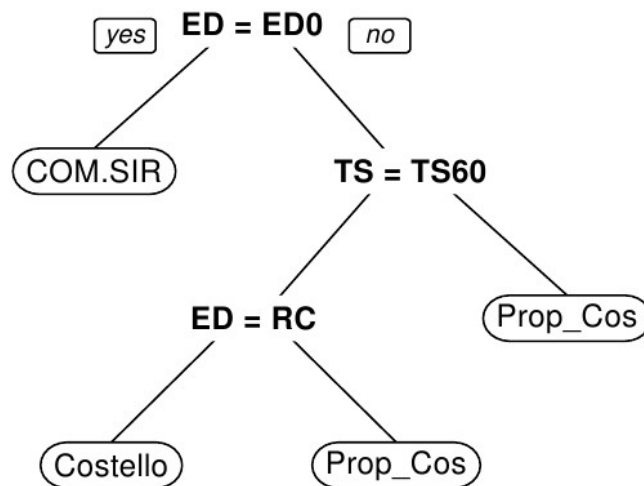 yes ED = ED0 no
COM.SIR TS = TS60
ED = RC Prop_Cos
Costello Prop_Cos